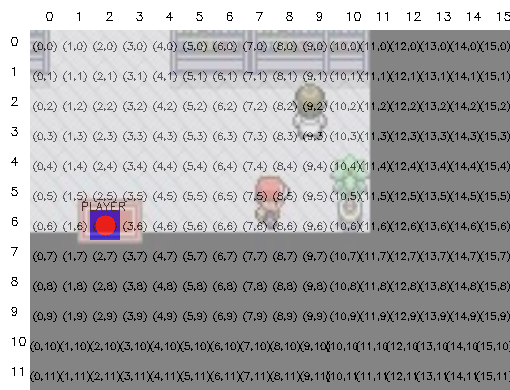 0 1 2 3 4 5 6 7 8 9 10 11 12 13 14 15
0 (0,0) (1,0) (2,0) (3,0) (4,0) (5,0) (6,0) (7,0) (8,0) (9,0) (10,0) (11,0) (12,0) (13,0) (14,0) (15,0)
1 (0,1) (1,1) (2,1) (3,1) (4,1) (5,1) (6,1) (7,1) (8,1) (9,1) (10,1) (11,1) (12,1) (13,1) (14,1) (15,1)
2 (0,2) (1,2) (2,2) (3,2) (4,2) (5,2) (6,2) (7,2) (8,2) (9,2) (10,2) (11,2) (12,2) (13,2) (14,2) (15,2)
3 (0,3) (1,3) (2,3) (3,3) (4,3) (5,3) (6,3) (7,3) (8,3) (9,3) (10,3) (11,3) (12,3) (13,3) (14,3) (15,3)
4 (0,4) (1,4) (2,4) (3,4) (4,4) (5,4) (6,4) (7,4) (8,4) (9,4) (10,4) (11,4) (12,4) (13,4) (14,4) (15,4)
5 (0,5) (1,5) (2,5) (3,5) (4,5) (5,5) (6,5) (7,5) (8,5) (9,5) (10,5) (11,5) (12,5) (13,5) (14,5) (15,5)
PLAYER
6 (0,6) (1,6) (3,6) (4,6) (5,6) (6,6) (7,6) (8,6) (9,6) (10,6) (11,6) (12,6) (13,6) (14,6) (15,6)
7 (0,7) (1,7) (2,7) (3,7) (4,7) (5,7) (6,7) (7,7) (8,7) (9,7) (10,7) (11,7) (12,7) (13,7) (14,7) (15,7)
8 (0,8) (1,8) (2,8) (3,8) (4,8) (5,8) (6,8) (7,8) (8,8) (9,8) (10,8) (11,8) (12,8) (13,8) (14,8) (15,8)
9 (0,9) (1,9) (2,9) (3,9) (4,9) (5,9) (6,9) (7,9) (8,9) (9,9) (10,9) (11,9) (12,9) (13,9) (14,9) (15,9)
10 (0,10) (1,10) (2,10) (3,10) (4,10) (5,10) (6,10) (7,10) (8,10) (9,10) (10,10) (11,10) (12,10) (13,10) (14,10) (15,10)
11 (0,11) (1,11) (2,11) (3,11) (4,11) (5,11) (6,11) (7,11) (8,11) (9,11) (10,11) (11,11) (12,11) (13,11) (14,11) (15,11)